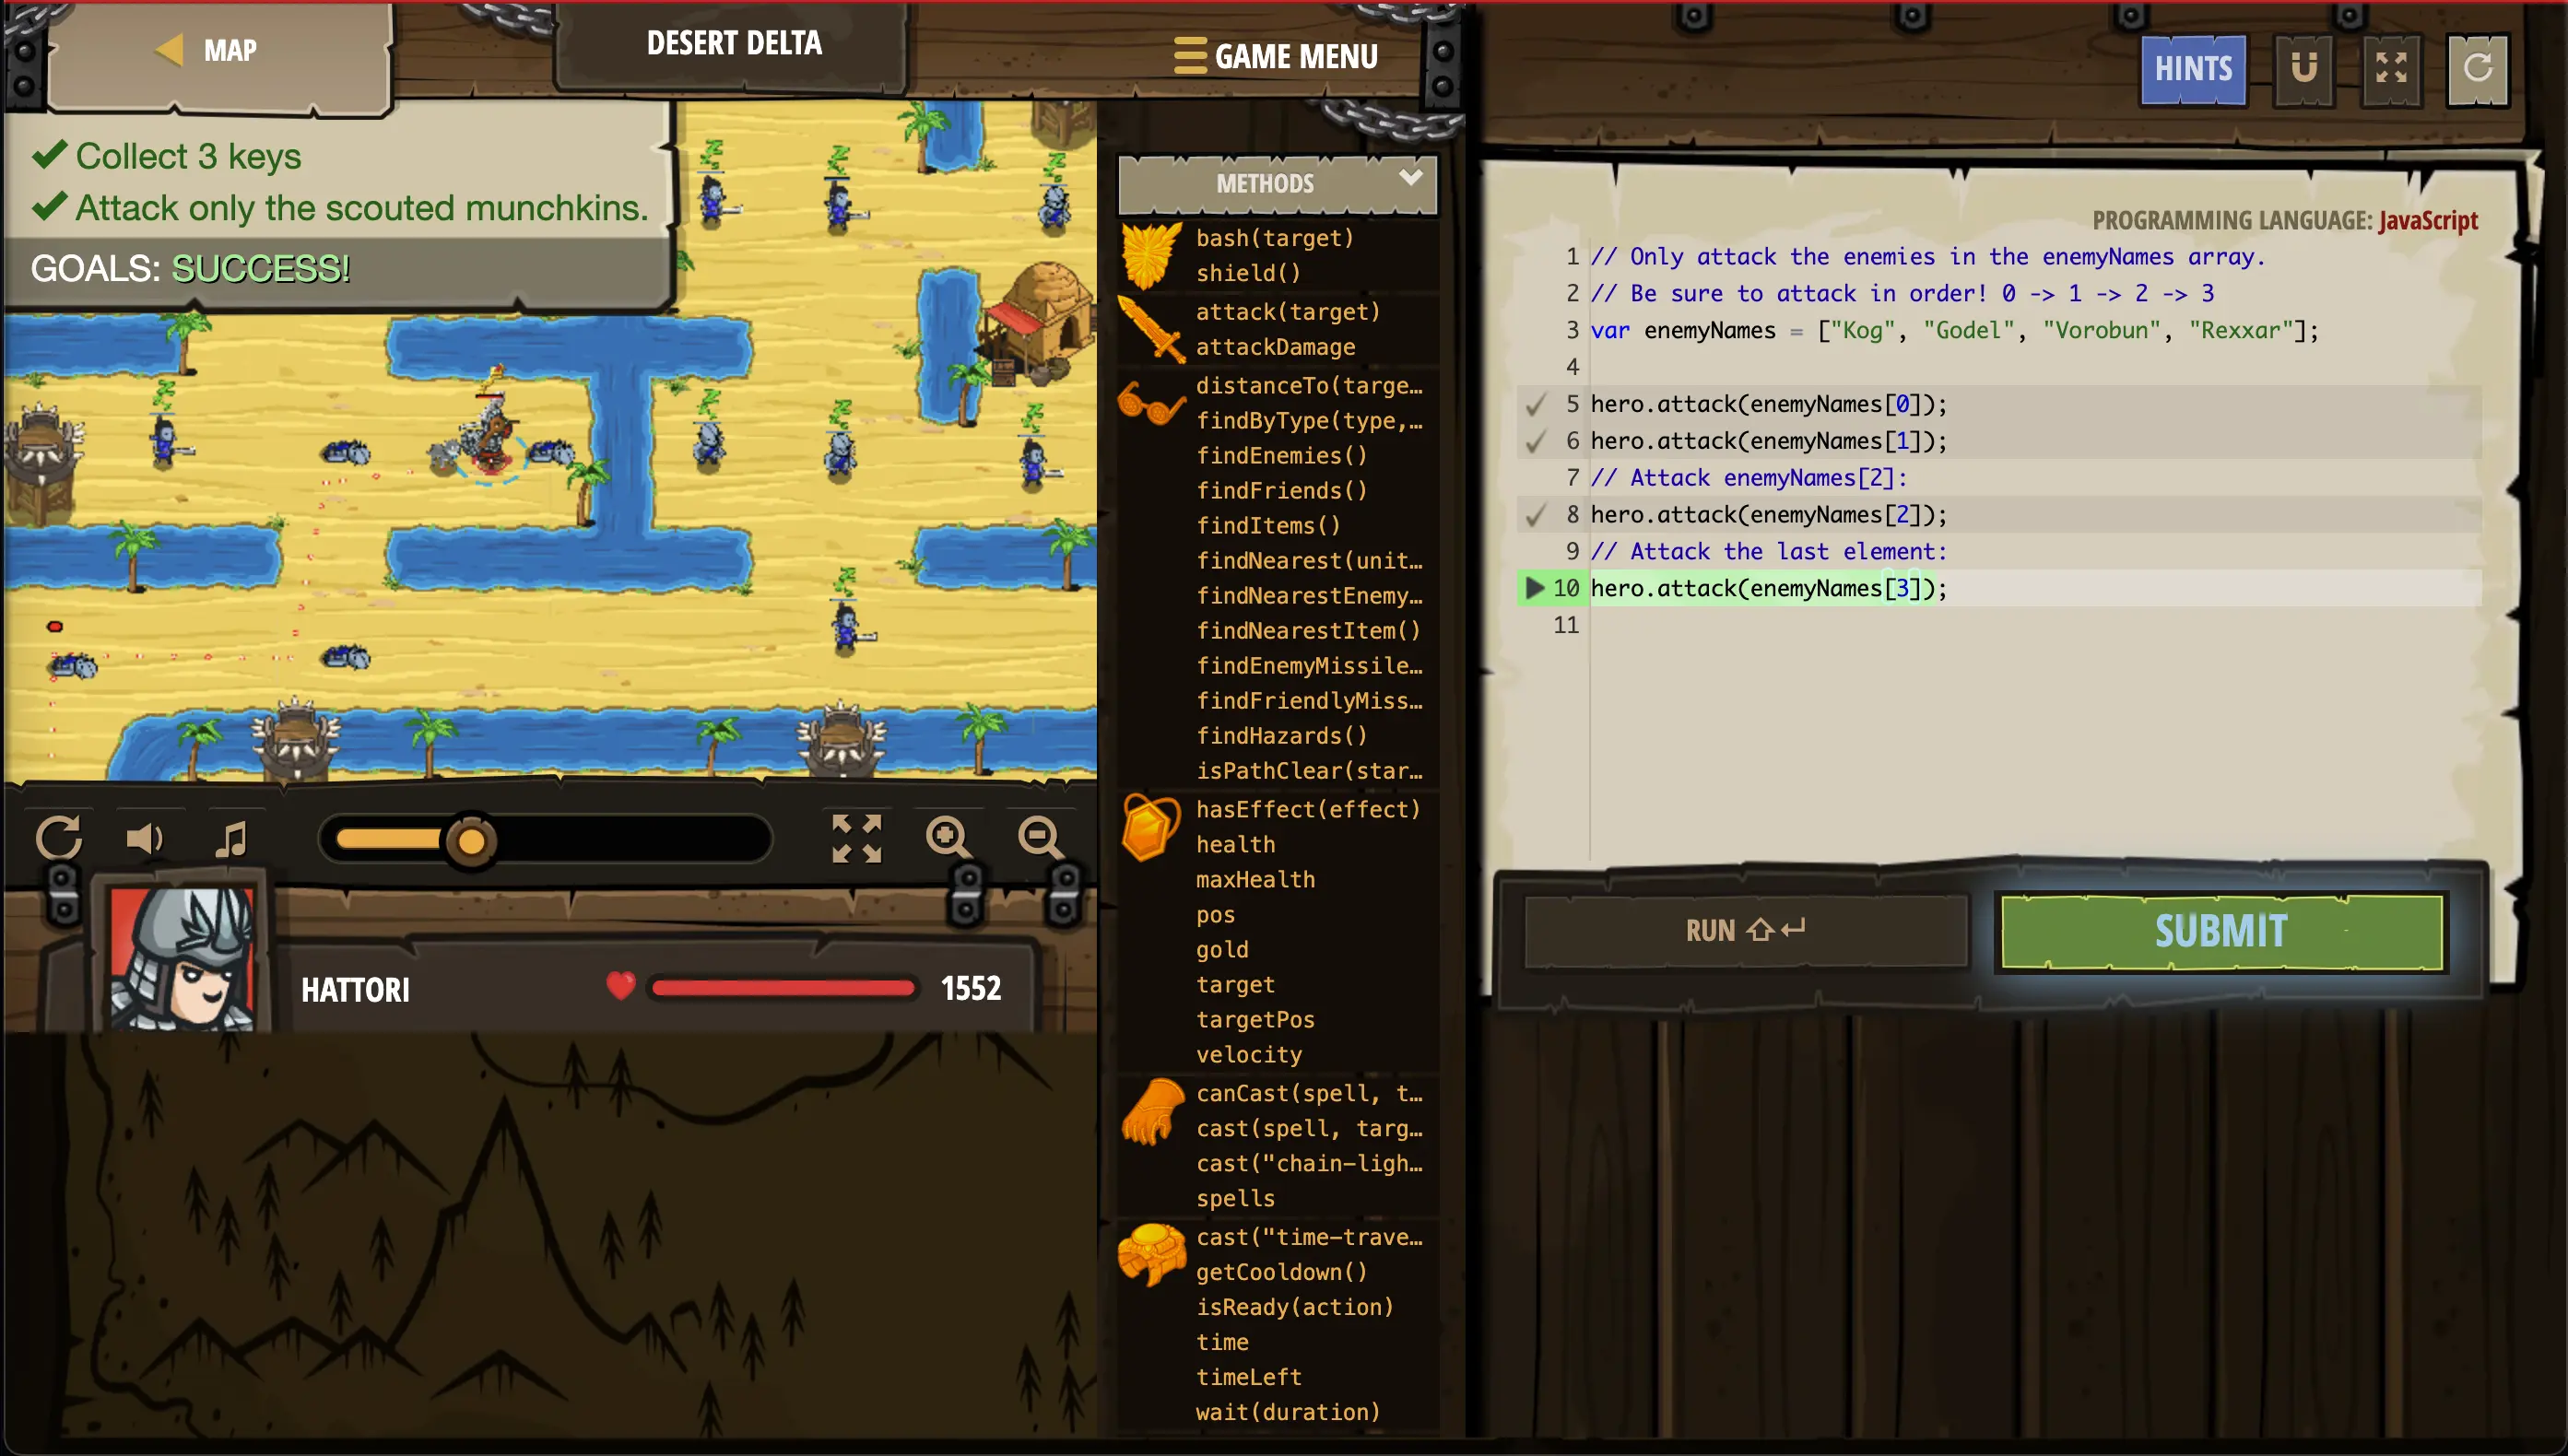 MAP
DESERT DELTA
GAME MENU
Collect 3 keys
Attack only the scouted munchkins.
GOALS: SUCCESS!
HATTORI
1552
METHODS
bash(target)
shield()
attack(target)
attackDamage
distanceTo(targe…
findByType(type,…
findEnemies()
findFriends()
findItems()
findNearest(unit…
findNearestEnemy…
findNearestItem()
findEnemyMissile…
findFriendlyMiss…
findHazards()
isPathClear(star…
hasEffect(effect)
health
maxHealth
pos
gold
target
targetPos
velocity
canCast(spell, t…
cast(spell, targ…
cast("chain-ligh…
spells
cast("time-trave…
getCooldown()
isReady(action)
time
timeLeft
wait(duration)
HINTS
PROGRAMMING LANGUAGE: JavaScript
1 // Only attack the enemies in the enemyNames array.
2 // Be sure to attack in order! 0 -> 1 -> 2 -> 3
3 var enemyNames = ["Kog", "Godel", "Vorobun", "Rexxar"];
4
5 hero.attack(enemyNames[0]);
6 hero.attack(enemyNames[1]);
7 // Attack enemyNames[2]:
8 hero.attack(enemyNames[2]);
9 // Attack the last element:
10 hero.attack(enemyNames[3]);
11
RUN
SUBMIT